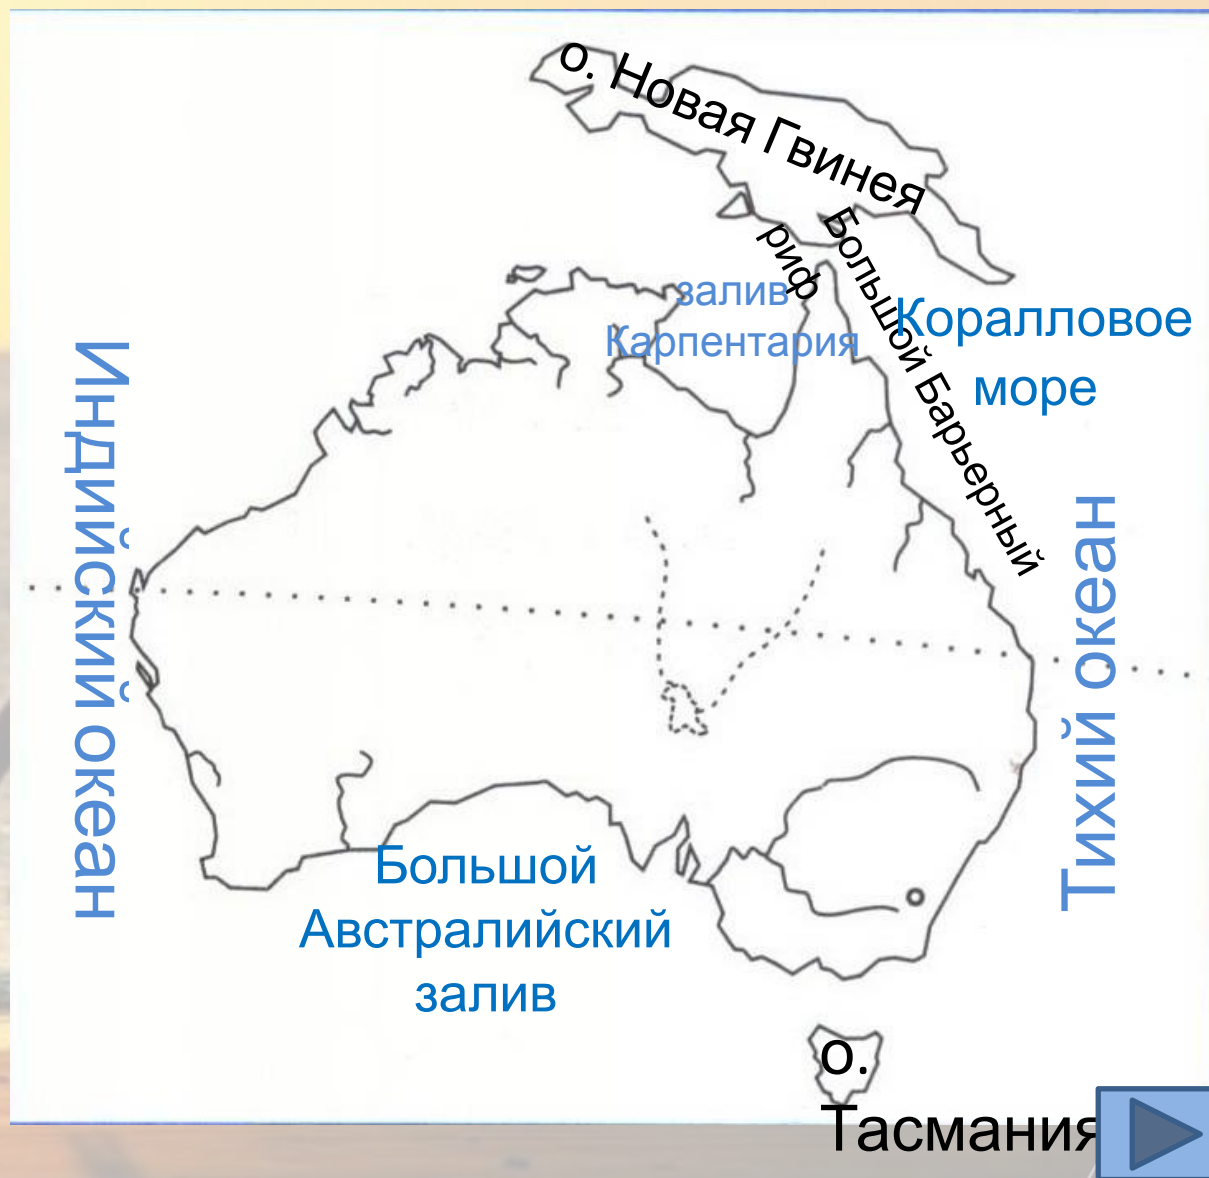 о. Новая Гвинея
Большой Барьерный
риф
залив
Карпентария
Коралловое
море
Индийский океан
Тихий океан
Большой
Австралийский
залив
о.
Тасмания